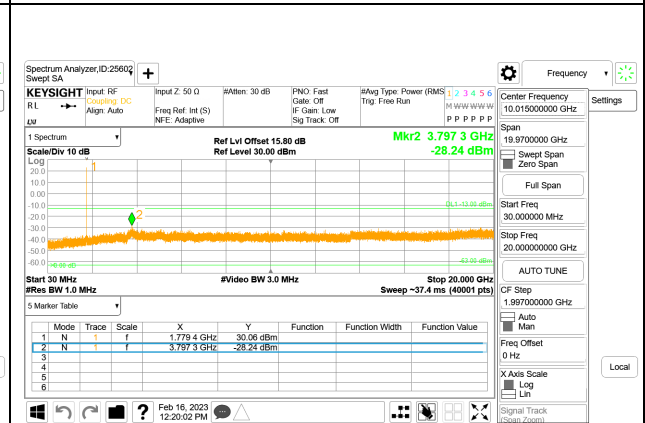 Spectrum Analyzer,ID:25602
Swept SA
+
Frequency
KEYSIGHT Input: RF Input Z: 50 Ω #Atten: 30 dB PNO: Fast #Avg Type: Power (RMS 1 2 3 4 5 6
R L Coupling: DC Gate: Off Trig: Free Run M W W W W W
Align: Auto Freq Ref: Int (S) IF Gain: Low
NFE: Adaptive Sig Track: Off P P P P P P
1 Spectrum Ref Lvl Offset 15.80 dB Mkr2 3.797 3 GHz
Scale/Div 10 dB Ref Level 30.00 dBm -28.24 dBm
Log
20.0
10.0
0.00
-10.0
-20.0
-30.0
-40.0
-50.0
-60.0
1
2
DL1 -13.00 dBm
Start 30 MHz #Video BW 3.0 MHz Stop 20.000 GHz
#Res BW 1.0 MHz Sweep ~37.4 ms (40001 pts)
5 Marker Table
Mode Trace Scale X Y Function Function Width Function Value
1 N 1 f 1.779 4 GHz 30.06 dBm
2 N 1 f 3.797 3 GHz -28.24 dBm
3
4
5
6
Feb 16, 2023
12:20:02 PM
?
Center Frequency
10.015000000 GHz
Settings
Span
19.9700000 GHz
Swept Span
Zero Span
Full Span
Start Freq
30.000000 MHz
Stop Freq
20.000000000 GHz
AUTO TUNE
CF Step
1.997000000 GHz
Auto
Man
Freq Offset
0 Hz
X Axis Scale
Log
Lin
Local
Signal Track
(Span Zoom)